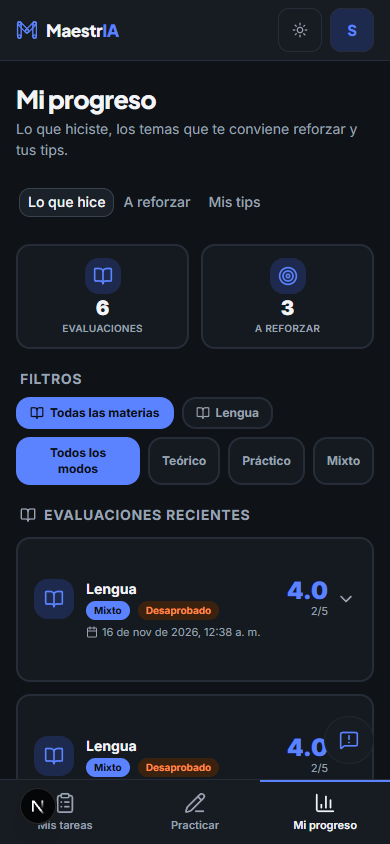 MaestrIA
S
Mi progreso
Lo que hiciste, los temas que te conviene reforzar y
tus tips.
Lo que hice
A reforzar
Mis tips
6
EVALUACIONES
3
A REFORZAR
FILTROS
Todas las materias
Lengua
Todos los
modos
Teórico
Práctico
Mixto
EVALUACIONES RECIENTES
Lengua
Mixto
Desaprobado
16 de nov de 2026, 12:38 a. m.
4.0
2/5
Lengua
Mixto
Desaprobado
4.0
2/5
N
Mis tareas
Practicar
Mi progreso